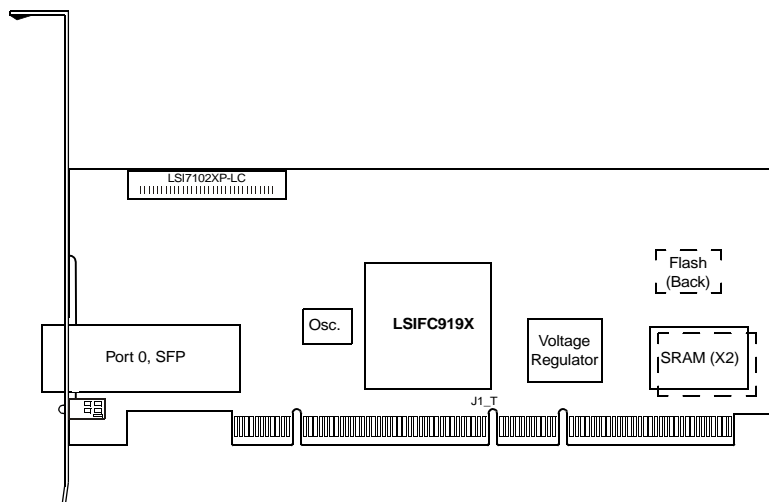 LSI7102XP-LC
Flash
(Back)
Osc.
LSIFC919X
Voltage
Regulator
SRAM (X2)
Port 0, SFP
J1_T